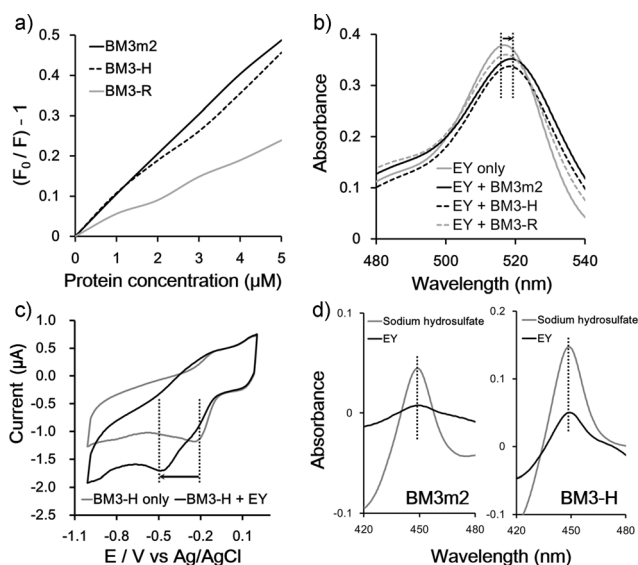 a)
(F0 / F) - 1
0.5
0.4
0.3
0.2
0.1
0.0
BM3m2
BM3-H
BM3-R
0 1 2 3 4 5
Protein concentration (μM)
b)
Absorbance
0.4
0.3
0.2
0.1
EY only
EY + BM3m2
EY + BM3-H
EY + BM3-R
480 500 520 540
Wavelength (nm)
c)
Current (μA)
1.0
0.5
0.0
-0.5
-1.0
-1.5
-2.0
-2.5
BM3-H only BM3-H + EY
-1.1 -0.8 -0.5 -0.2 0.1
E / V vs Ag/AgCl
d)
Absorbance
0.1
0
-0.1
Sodium hydrosulfate
EY
BM3m2
420 450 480
0.2
0.1
0
-0.1
Sodium hydrosulfate
EY
BM3-H
420 450 480
Wavelength (nm)